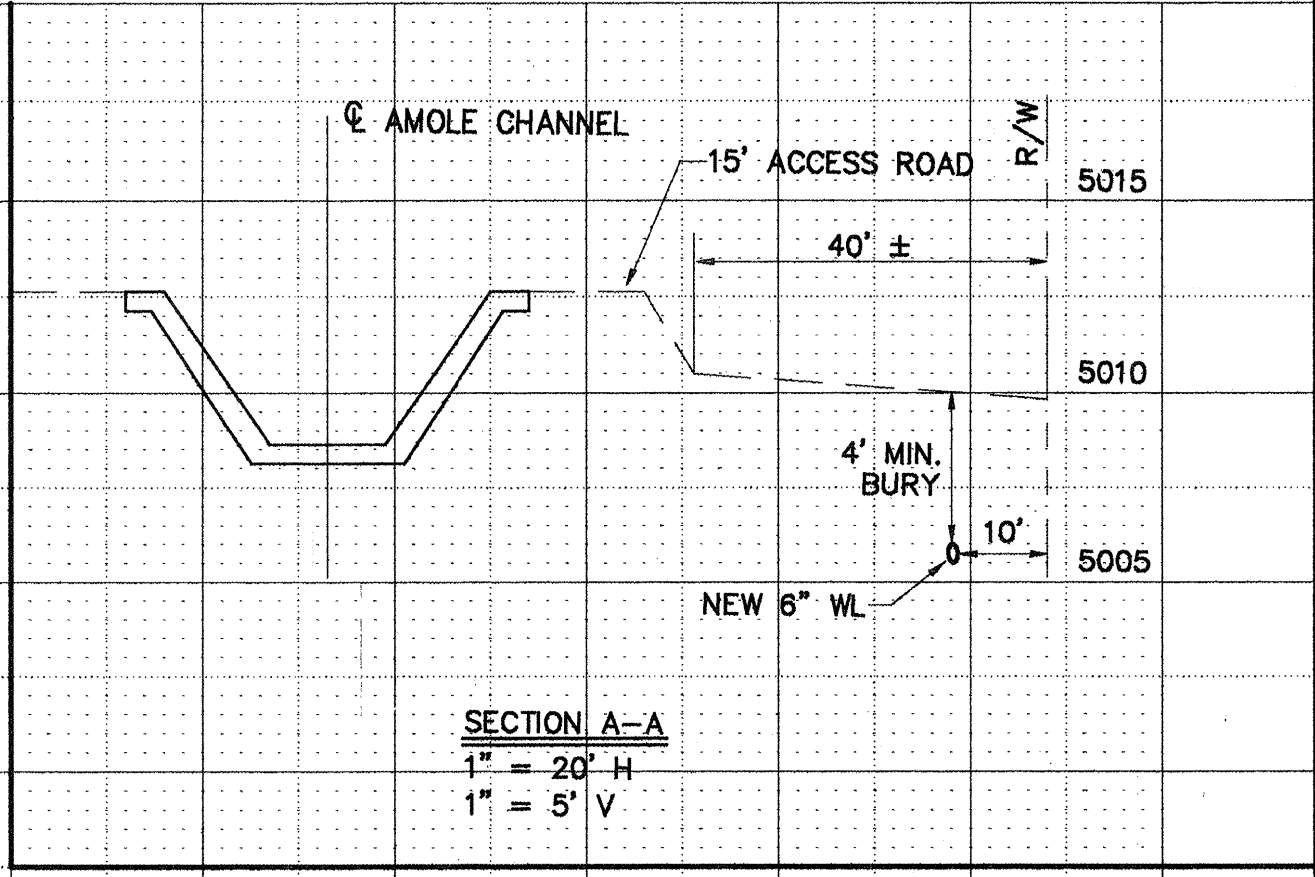 ℄ AMOLE CHANNEL
R/W
15' ACCESS ROAD
5015
40' ±
5010
4' MIN.
BURY
10'
5005
NEW 6" WL
SECTION A-A
1" = 20' H
1" = 5' V